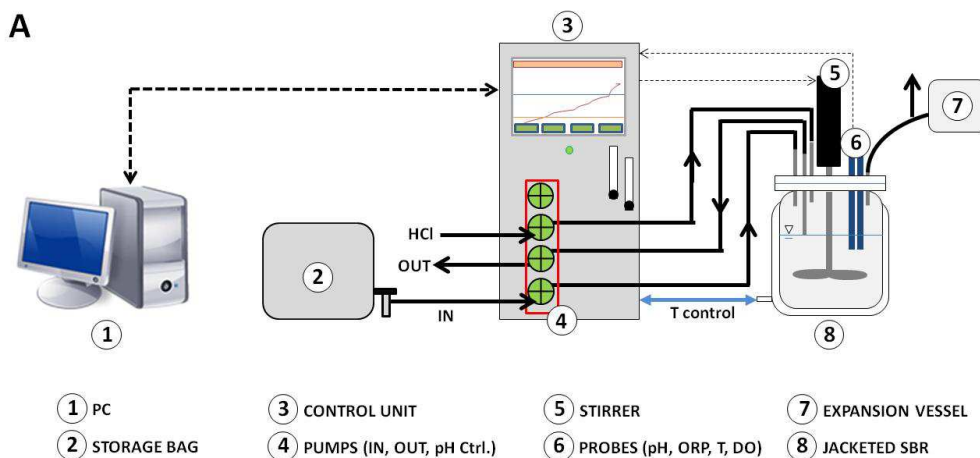 A
3
5
7
6
HCl
OUT
2
IN
T control
1
4
8
1 PC
3 CONTROL UNIT
5 STIRRER
7 EXPANSION VESSEL
2 STORAGE BAG
4 PUMPS (IN, OUT, pH Ctrl.)
6 PROBES (pH, ORP, T, DO)
8 JACKETED SBR